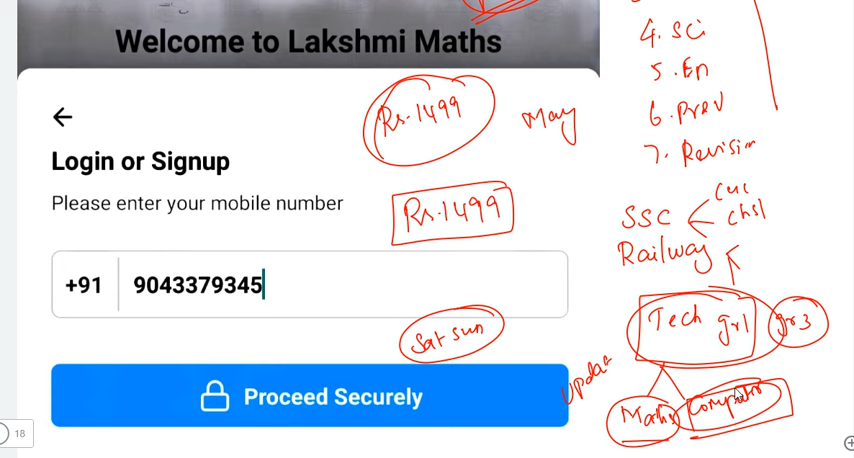 Welcome to Lakshmi Maths
Login or Signup
Please enter your mobile number
+91 9043379345
Proceed Securely
Rs.1499
May
Rs.1499
Sat sun
4. SCi
5. En
6. Prev
7. Revision
SSC
chsl
Railway
Tech gr1
gr3
Update
Maths
18